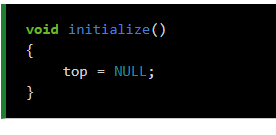 void initialize()
{
    top = NULL;
}